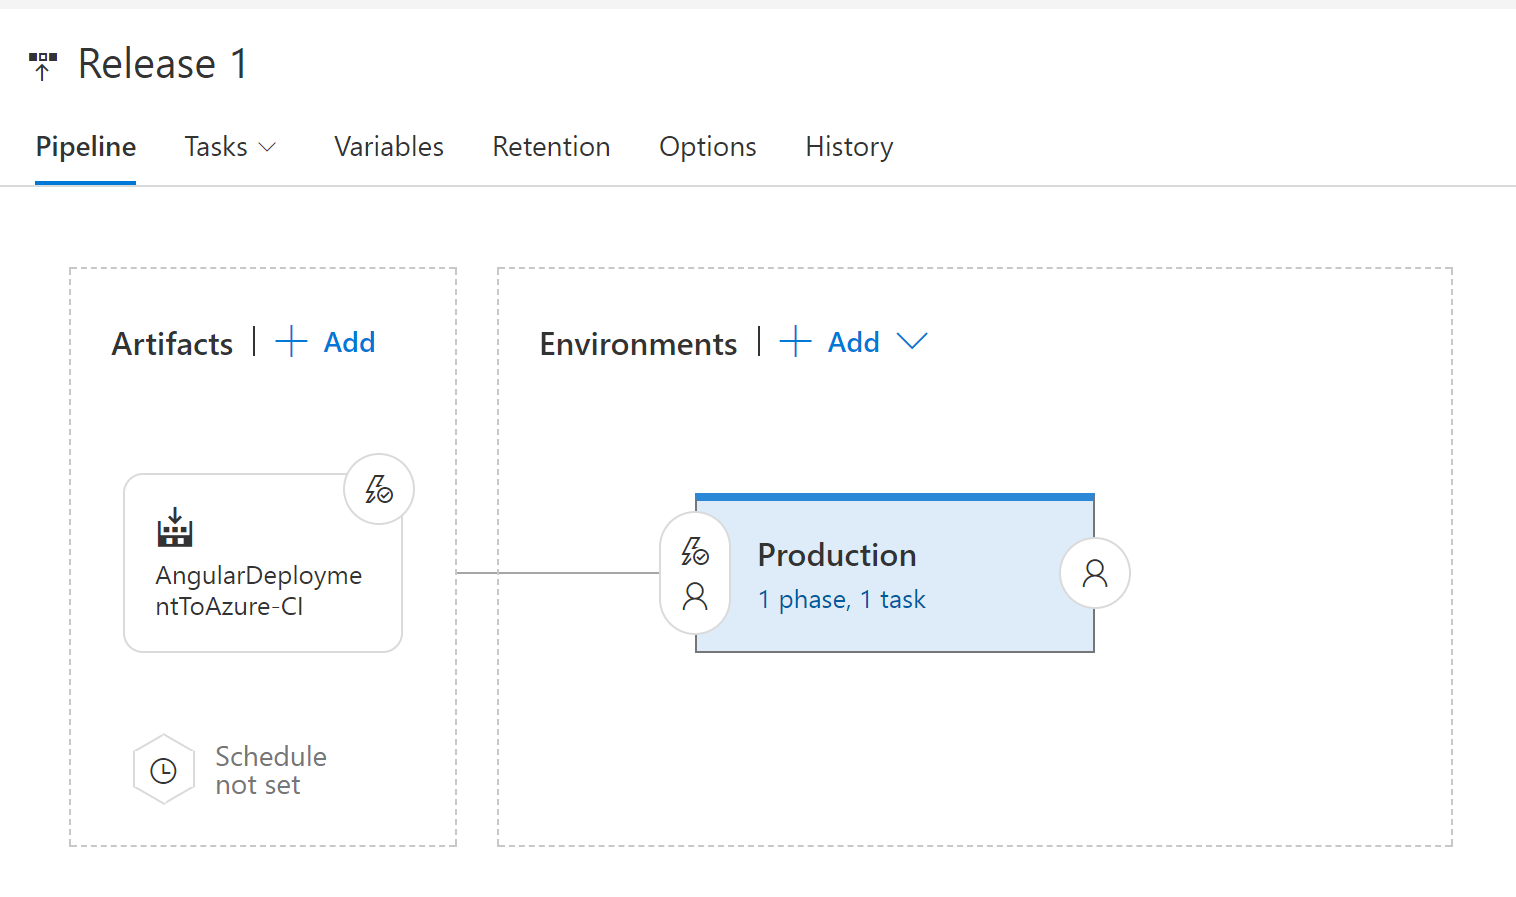 Release 1
Pipeline Tasks Variables Retention Options History
Artifacts | + Add
Environments | + Add
AngularDeployme
ntToAzure-CI
Schedule
not set
Production
1 phase, 1 task